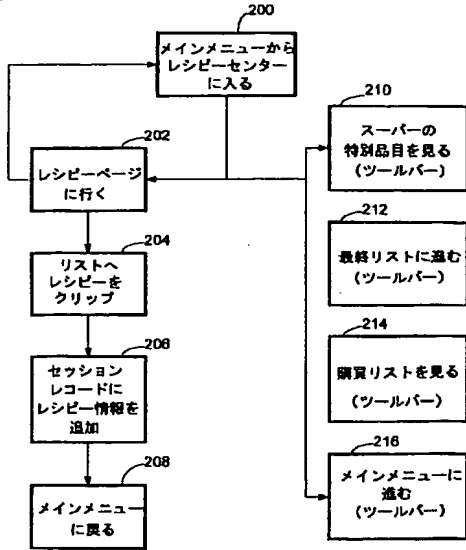 200
メインメニューから
レシピーセンター
に入る
202
レシピーページ
に行く
204
リストへ
レシピーを
クリップ
206
セッション
レコードに
レシピー情報を
追加
208
メインメニュー
に戻る
210
スーパーの
特別品目を見る
(ツールバー)
212
最終リストに進む
(ツールバー)
214
購買リストを見る
(ツールバー)
216
メインメニューに
進む
(ツールバー)